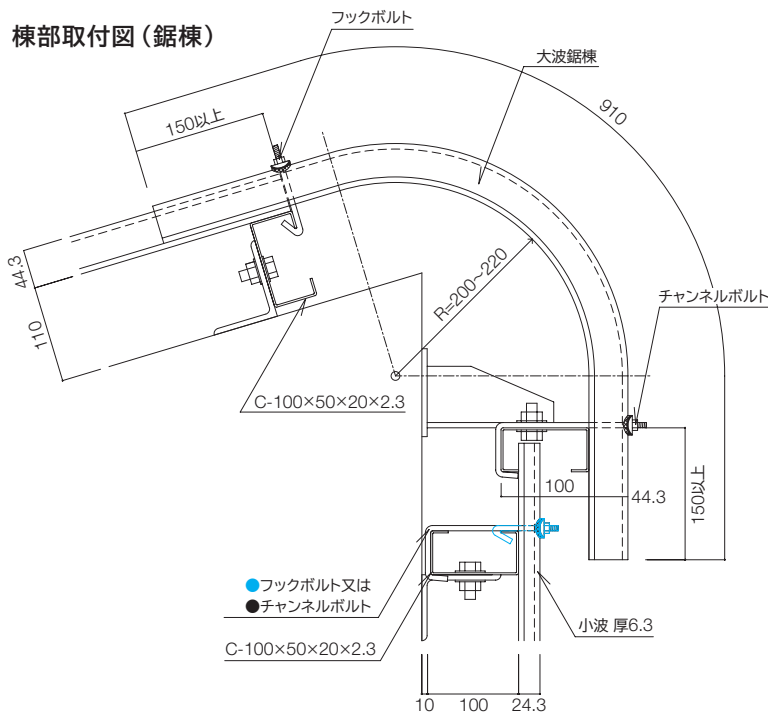 棟部取付図(鋸棟)
フックボルト
大波鋸棟
910
150以上
44.3
110
R=200~220
チャンネルボルト
C-100×50×20×2.3
100
44.3
150以上
●フックボルト又は
●チャンネルボルト
小波 厚6.3
C-100×50×20×2.3
10
100
24.3